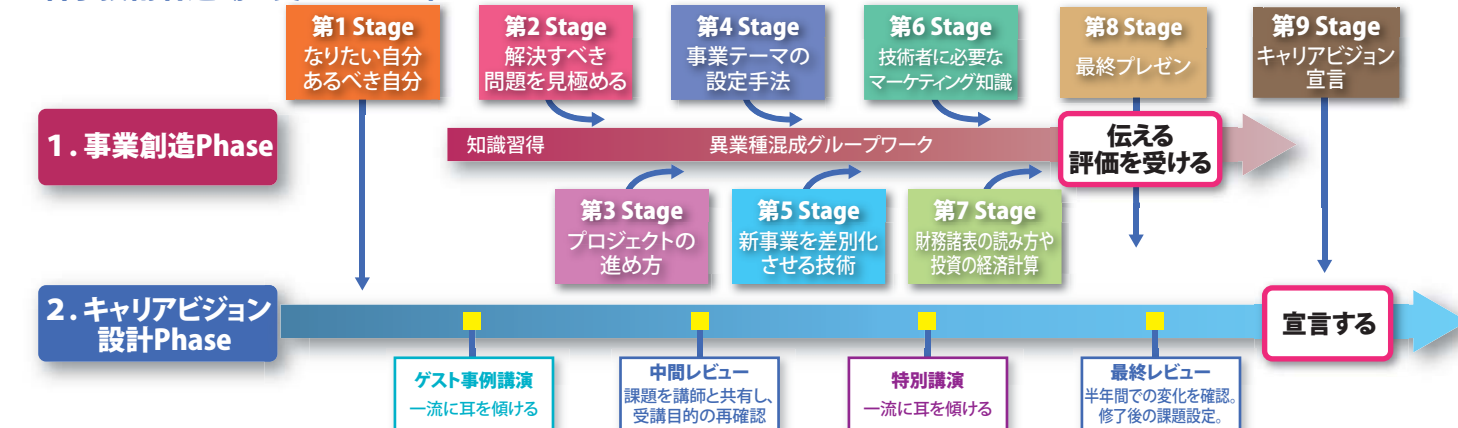 第1 Stage
なりたい自分
あるべき自分
第2 Stage
解決すべき
問題を見極める
第4 Stage
事業テーマの
設定手法
第6 Stage
技術者に必要な
マーケティング知識
第8 Stage
最終プレゼン
第9 Stage
キャリアビジョン
宣言
1. 事業創造Phase
知識習得
異業種混成グループワーク
伝える
評価を受ける
第3 Stage
プロジェクトの
進め方
第5 Stage
新事業を差別化
させる技術
第7 Stage
財務諸表の読み方や
投資の経済計算
2. キャリアビジョン
設計Phase
宣言する
ゲスト事例講演
一流に耳を傾ける
中間レビュー
課題を講師と共有し、
受講目的の再確認
特別講演
一流に耳を傾ける
最終レビュー
半年間での変化を確認。
修了後の課題設定。